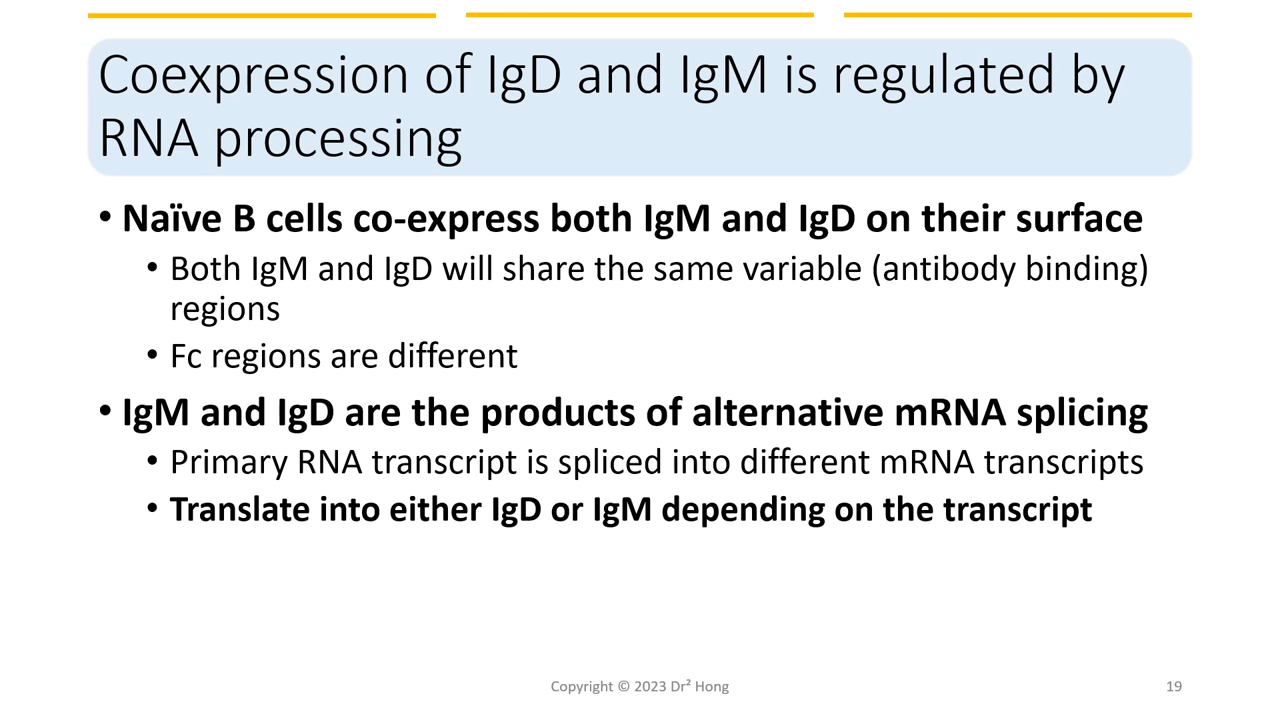 Coexpression of IgD and IgM is regulated by
RNA processing
• Naïve B cells co-express both IgM and IgD on their surface
• Both IgM and IgD will share the same variable (antibody binding)
regions
• Fc regions are different
• IgM and IgD are the products of alternative mRNA splicing
• Primary RNA transcript is spliced into different mRNA transcripts
• Translate into either IgD or IgM depending on the transcript
Copyright © 2023 Dr² Hong
19